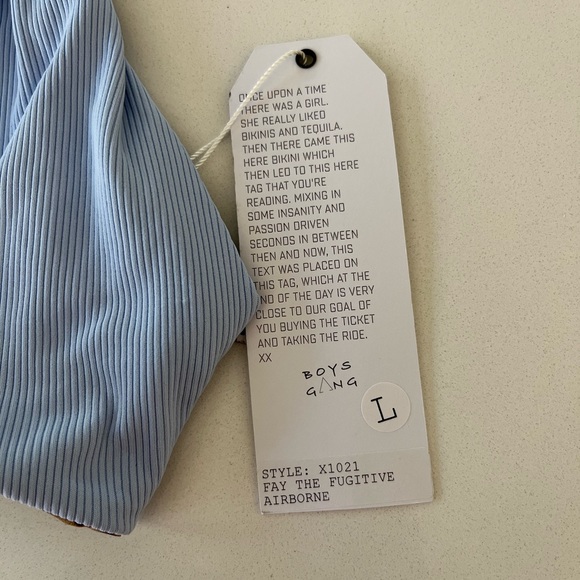 ONCE UPON A TIME
THERE WAS A GIRL.
SHE REALLY LIKED
BIKINIS AND TEQUILA.
THEN THERE CAME THIS
HERE BIKINI WHICH
THEN LED TO THIS HERE
TAG THAT YOU'RE
READING. MIXING IN
SOME INSANITY AND
PASSION DRIVEN
SECONDS IN BETWEEN
THEN AND NOW, THIS
TEXT WAS PLACED ON
THIS TAG, WHICH AT THE
END OF THE DAY IS VERY
CLOSE TO OUR GOAL OF
YOU BUYING THE TICKET
AND TAKING THE RIDE.
XX
BOYS
GANG
L
STYLE: X1021
FAY THE FUGITIVE
AIRBORNE